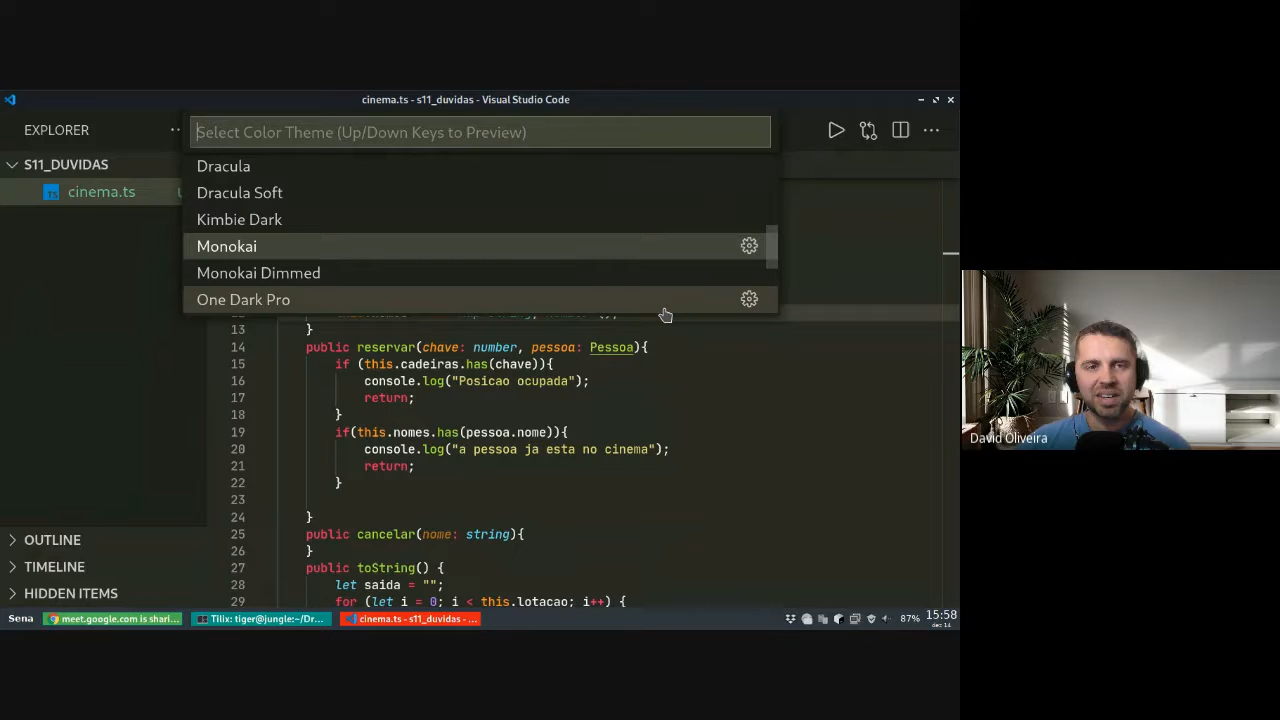 cinema.ts - s11_duvidas - Visual Studio Code
EXPLORER
Select Color Theme (Up/Down Keys to Preview)
S11_DUVIDAS
cinema.ts
Dracula
Dracula Soft
Kimbie Dark
Monokai
Monokai Dimmed
One Dark Pro
13 }
14 public reservar(chave: number, pessoa: Pessoa){
15 if (this.cadeiras.has(chave)){
16 console.log("Posicao ocupada");
17 return;
18 }
19 if(this.nomes.has(pessoa.nome)){
20 console.log("a pessoa ja esta no cinema");
21 return;
22 }
23
24 }
25 public cancelar(nome: string){
26 }
27 public toString() {
28 let saida = "";
29 for (let i = 0; i < this.lotacao; i++) {
OUTLINE
TIMELINE
HIDDEN ITEMS
Sena
meet.google.com is shari...
Tilix: tiger@jungle:~/Dr...
cinema.ts - s11_duvidas - ...
87%
15:58
dez 14
David Oliveira